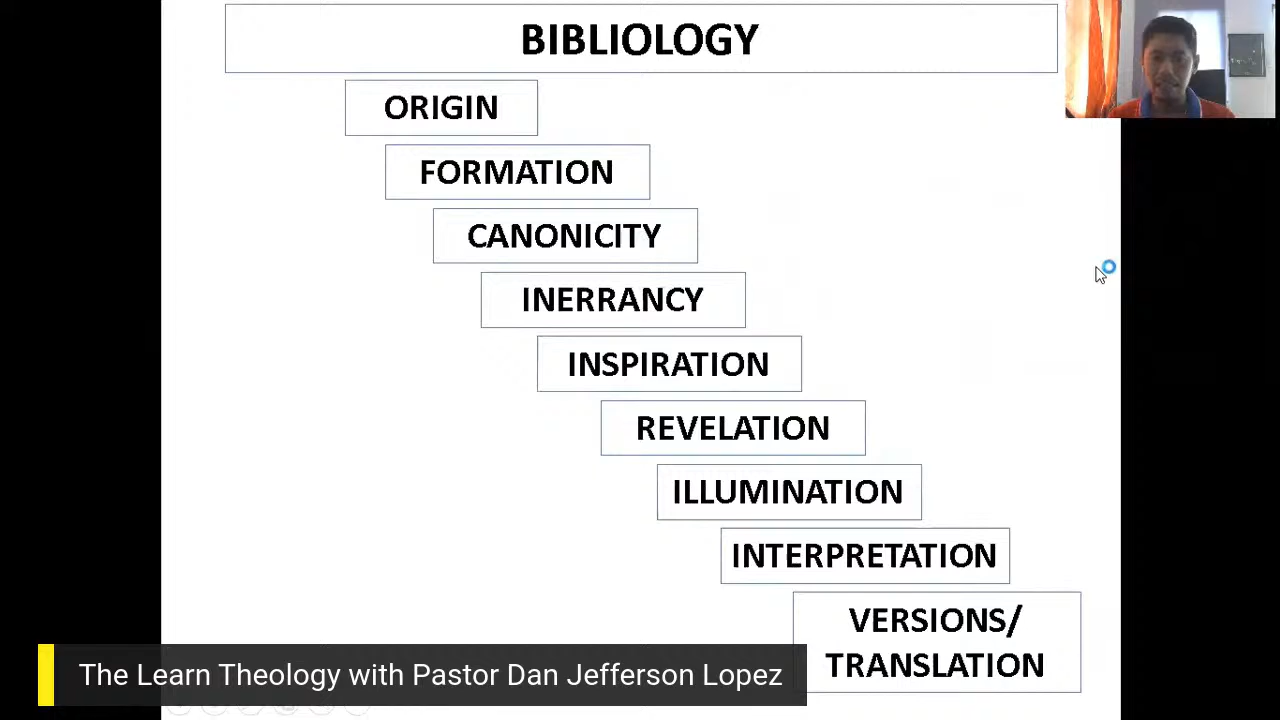 BIBLIOLOGY
ORIGIN
FORMATION
CANONICITY
INERRANCY
INSPIRATION
REVELATION
ILLUMINATION
INTERPRETATION
VERSIONS/
TRANSLATION
The Learn Theology with Pastor Dan Jefferson Lopez